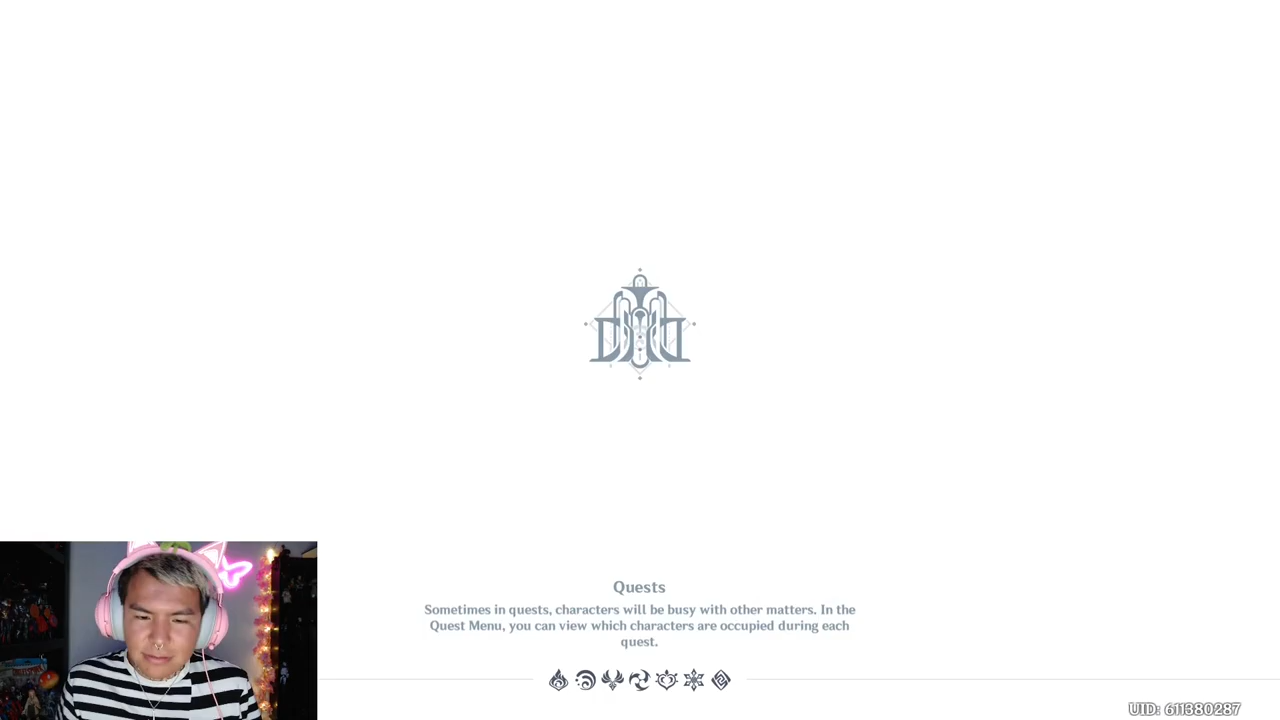 Quests
Sometimes in quests, characters will be busy with other matters. In the
Quest Menu, you can view which characters are occupied during each
quest.
UID: 611380287